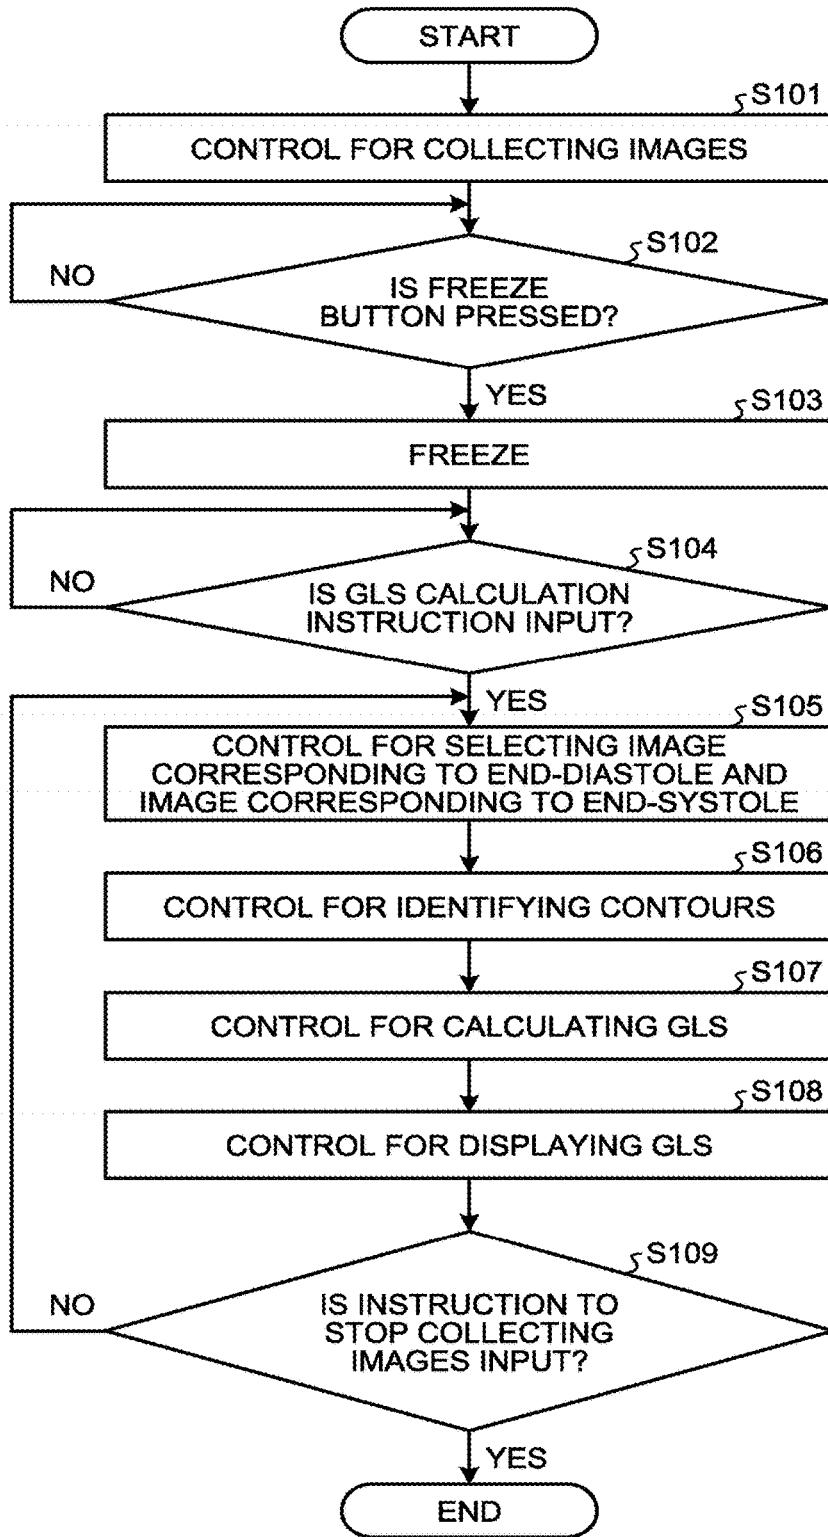 START
S101
CONTROL FOR COLLECTING IMAGES
S102
NO
IS FREEZE
BUTTON PRESSED?
YES
S103
FREEZE
S104
NO
IS GLS CALCULATION
INSTRUCTION INPUT?
YES
S105
CONTROL FOR SELECTING IMAGE
CORRESPONDING TO END-DIASTOLE AND
IMAGE CORRESPONDING TO END-SYSTOLE
S106
CONTROL FOR IDENTIFYING CONTOURS
S107
CONTROL FOR CALCULATING GLS
S108
CONTROL FOR DISPLAYING GLS
S109
NO
IS INSTRUCTION TO
STOP COLLECTING
IMAGES INPUT?
YES
END